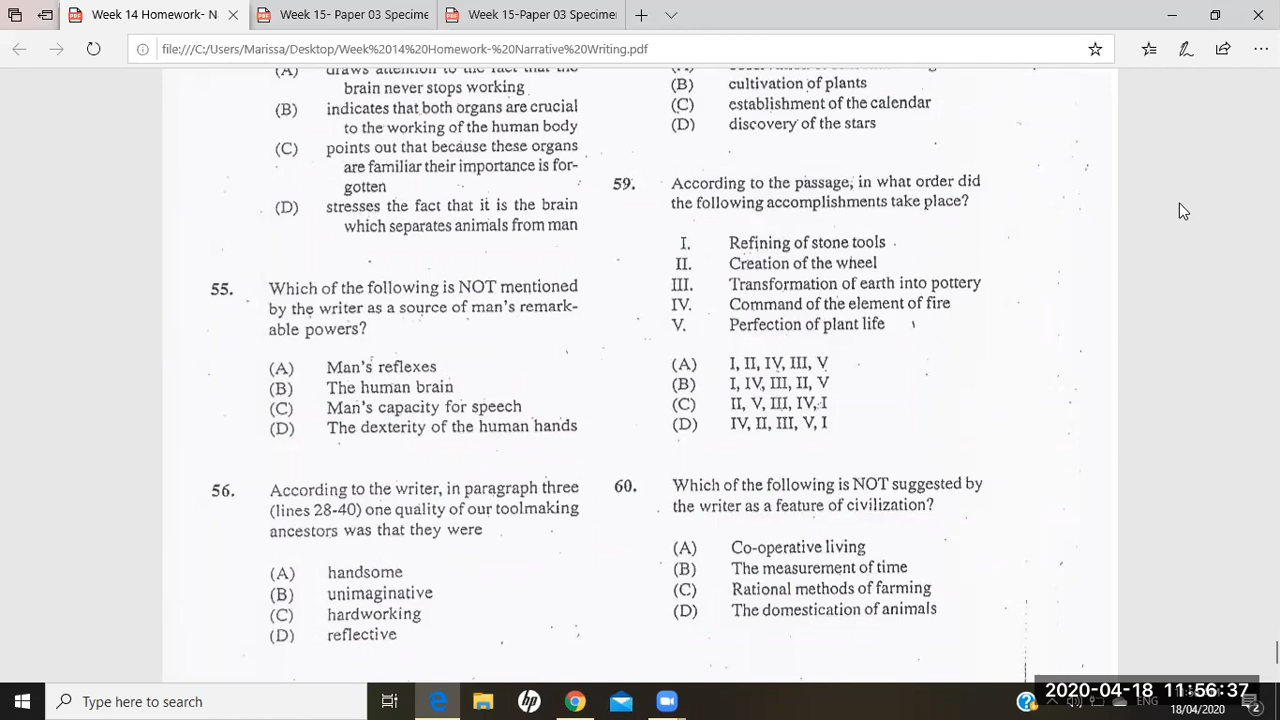 Week 14 Homework- N
Week 15- Paper 03 Specime
Week 15-Paper 03 Specime
file:///C:/Users/Marissa/Desktop/Week%2014%20Homework-%20Narrative%20Writing.pdf
(A) draws attention to the fact that the
brain never stops working
(B) indicates that both organs are crucial
to the working of the human body
(C) points out that because these organs
are familiar their importance is for-
gotten
(D) stresses the fact that it is the brain
which separates animals from man
55. Which of the following is NOT mentioned
by the writer as a source of man's remark-
able powers?
(A) Man's reflexes
(B) The human brain
(C) Man's capacity for speech
(D) The dexterity of the human hands
56. According to the writer, in paragraph three
(lines 28-40) one quality of our toolmaking
ancestors was that they were
(A) handsome
(B) unimaginative
(C) hardworking
(D) reflective
(B) cultivation of plants
(C) establishment of the calendar
(D) discovery of the stars
59. According to the passage, in what order did
the following accomplishments take place?
I. Refining of stone tools
II. Creation of the wheel
III. Transformation of earth into pottery
IV. Command of the element of fire
V. Perfection of plant life
(A) I, II, IV, III, V
(B) I, IV, III, II, V
(C) II, V, III, IV, I
(D) IV, II, III, V, I
60. Which of the following is NOT suggested by
the writer as a feature of civilization?
(A) Co-operative living
(B) The measurement of time
(C) Rational methods of farming
(D) The domestication of animals
Type here to search
ENG
2020-04-18 11:56:37
18/04/2020